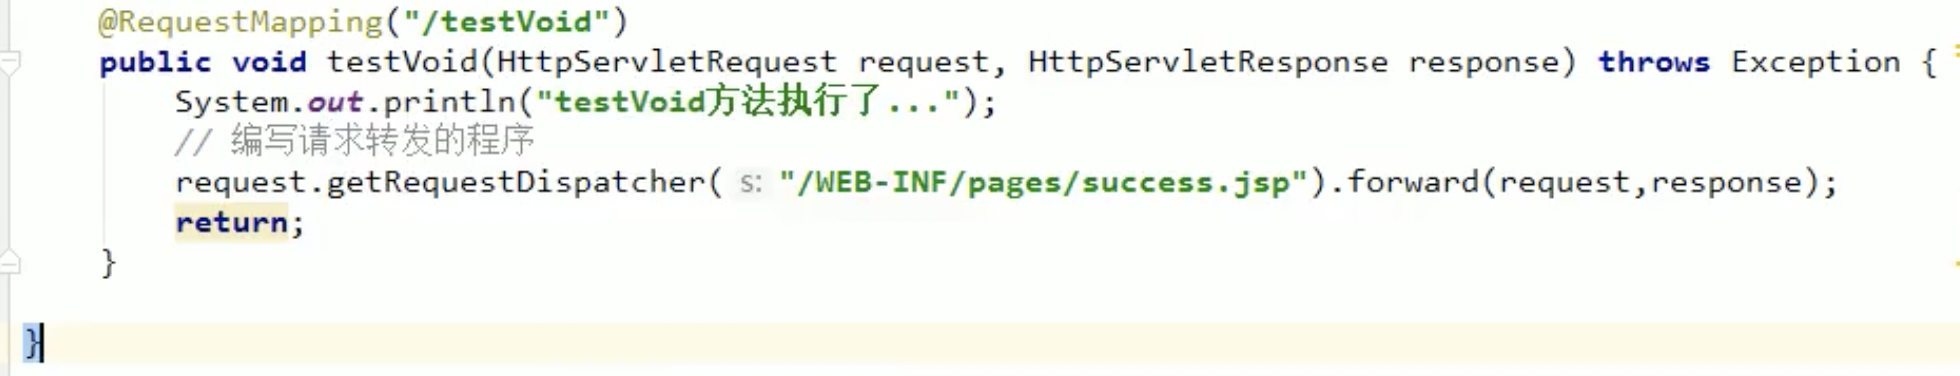 @RequestMapping("/testVoid")
public void testVoid(HttpServletRequest request, HttpServletResponse response) throws Exception {
System.out.println("testVoid方法执行了...");
// 编写请求转发的程序
request.getRequestDispatcher( s: "/WEB-INF/pages/success.jsp").forward(request,response);
return;
}
}